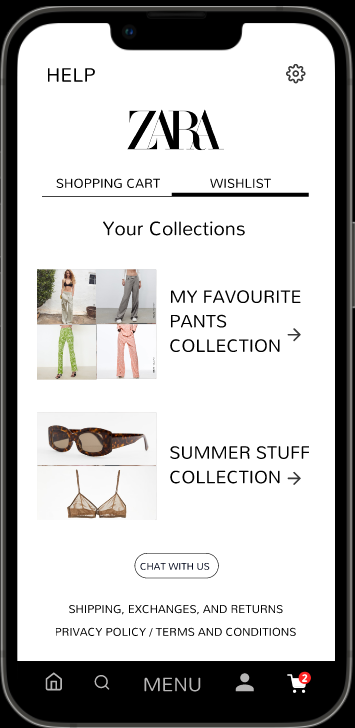 HELP
ZARA
SHOPPING CART WISHLIST
Your Collections
MY FAVOURITE
PANTS
COLLECTION
SUMMER STUFF
COLLECTION
CHAT WITH US
SHIPPING, EXCHANGES, AND RETURNS
PRIVACY POLICY / TERMS AND CONDITIONS
MENU
2